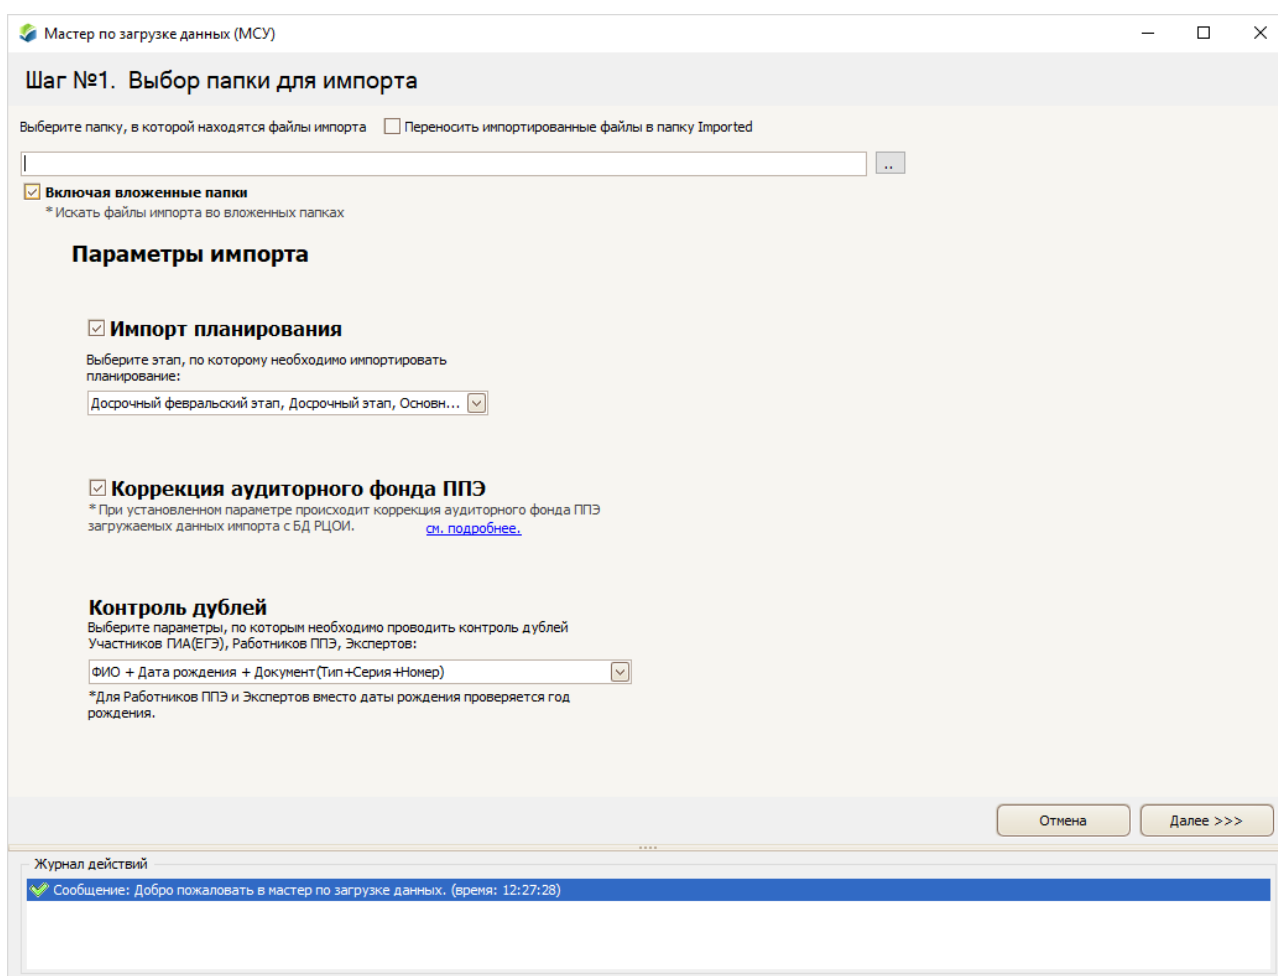 Мастер по загрузке данных (МСУ)
Шаг №1. Выбор папки для импорта
Выберите папку, в которой находятся файлы импорта Переносить импортированные файлы в папку Imported
..
Включая вложенные папки
* Искать файлы импорта во вложенных папках
Параметры импорта
Импорт планирования
Выберите этап, по которому необходимо импортировать
планирование:
Досрочный февральский этап, Досрочный этап, Основн...
Коррекция аудиторного фонда ППЭ
* При установленном параметре происходит коррекция аудиторного фонда ППЭ
загружаемых данных импорта с БД РЦОИ. см. подробнее.
Контроль дублей
Выберите параметры, по которым необходимо проводить контроль дублей
Участников ГИА(ЕГЭ), Работников ППЭ, Экспертов:
ФИО + Дата рождения + Документ(Тип+Серия+Номер)
*Для Работников ППЭ и Экспертов вместо даты рождения проверяется год
рождения.
Отмена Далее >>>
Журнал действий
Сообщение: Добро пожаловать в мастер по загрузке данных. (время: 12:27:28)